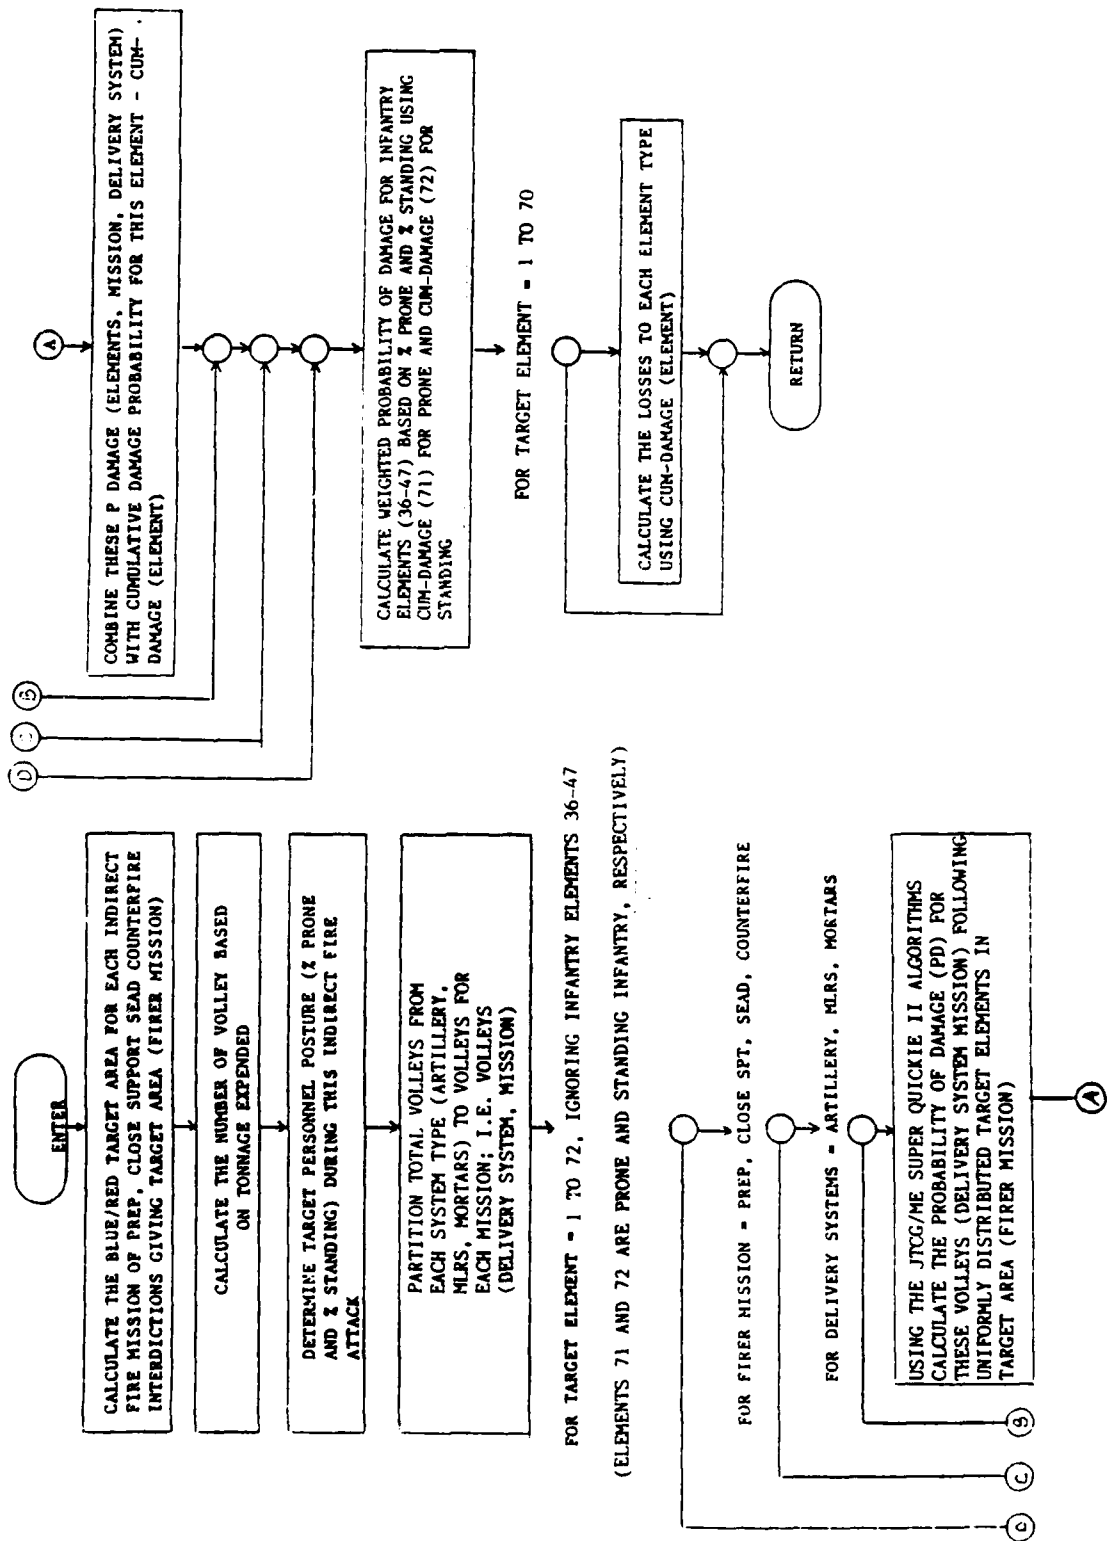 ENTER
CALCULATE THE BLUE/RED TARGET AREA FOR EACH INDIRECT
FIRE MISSION OF PREP, CLOSE SUPPORT SEAD COUNTERFIRE
INTERDICTIONS GIVING TARGET AREA (FIRER MISSION)
CALCULATE THE NUMBER OF VOLLEY BASED
ON TONNAGE EXPENDED
DETERMINE TARGET PERSONNEL POSTURE (% PRONE
AND % STANDING) DURING THIS INDIRECT FIRE
ATTACK
PARTITION TOTAL VOLLEYS FROM
EACH SYSTEM TYPE (ARTILLERY,
MLRS, MORTARS) TO VOLLEYS FOR
EACH MISSION; I.E. VOLLEYS
(DELIVERY SYSTEM, MISSION)
FOR TARGET ELEMENT = 1 TO 72, IGNORING INFANTRY ELEMENTS 36-47
(ELEMENTS 71 AND 72 ARE PRONE AND STANDING INFANTRY, RESPECTIVELY)
FOR FIRER MISSION = PREP, CLOSE SPT, SEAD, COUNTERFIRE
FOR DELIVERY SYSTEMS = ARTILLERY, MLRS, MORTARS
USING THE JTCG/ME SUPER QUICKIE II ALGORITHMS
CALCULATE THE PROBABILITY OF DAMAGE (PD) FOR
THESE VOLLEYS (DELIVERY SYSTEM MISSION) FOLLOWING
UNIFORMLY DISTRIBUTED TARGET ELEMENTS IN
TARGET AREA (FIRER MISSION)
D
C
B
A
D
C
B
A
COMBINE THESE P DAMAGE (ELEMENTS, MISSION, DELIVERY SYSTEM)
WITH CUMULATIVE DAMAGE PROBABILITY FOR THIS ELEMENT - CUM-
DAMAGE (ELEMENT)
CALCULATE WEIGHTED PROBABILITY OF DAMAGE FOR INFANTRY
ELEMENTS (36-47) BASED ON % PRONE AND % STANDING USING
CUM-DAMAGE (71) FOR PRONE AND CUM-DAMAGE (72) FOR
STANDING
FOR TARGET ELEMENT = 1 TO 70
CALCULATE THE LOSSES TO EACH ELEMENT TYPE
USING CUM-DAMAGE (ELEMENT)
RETURN